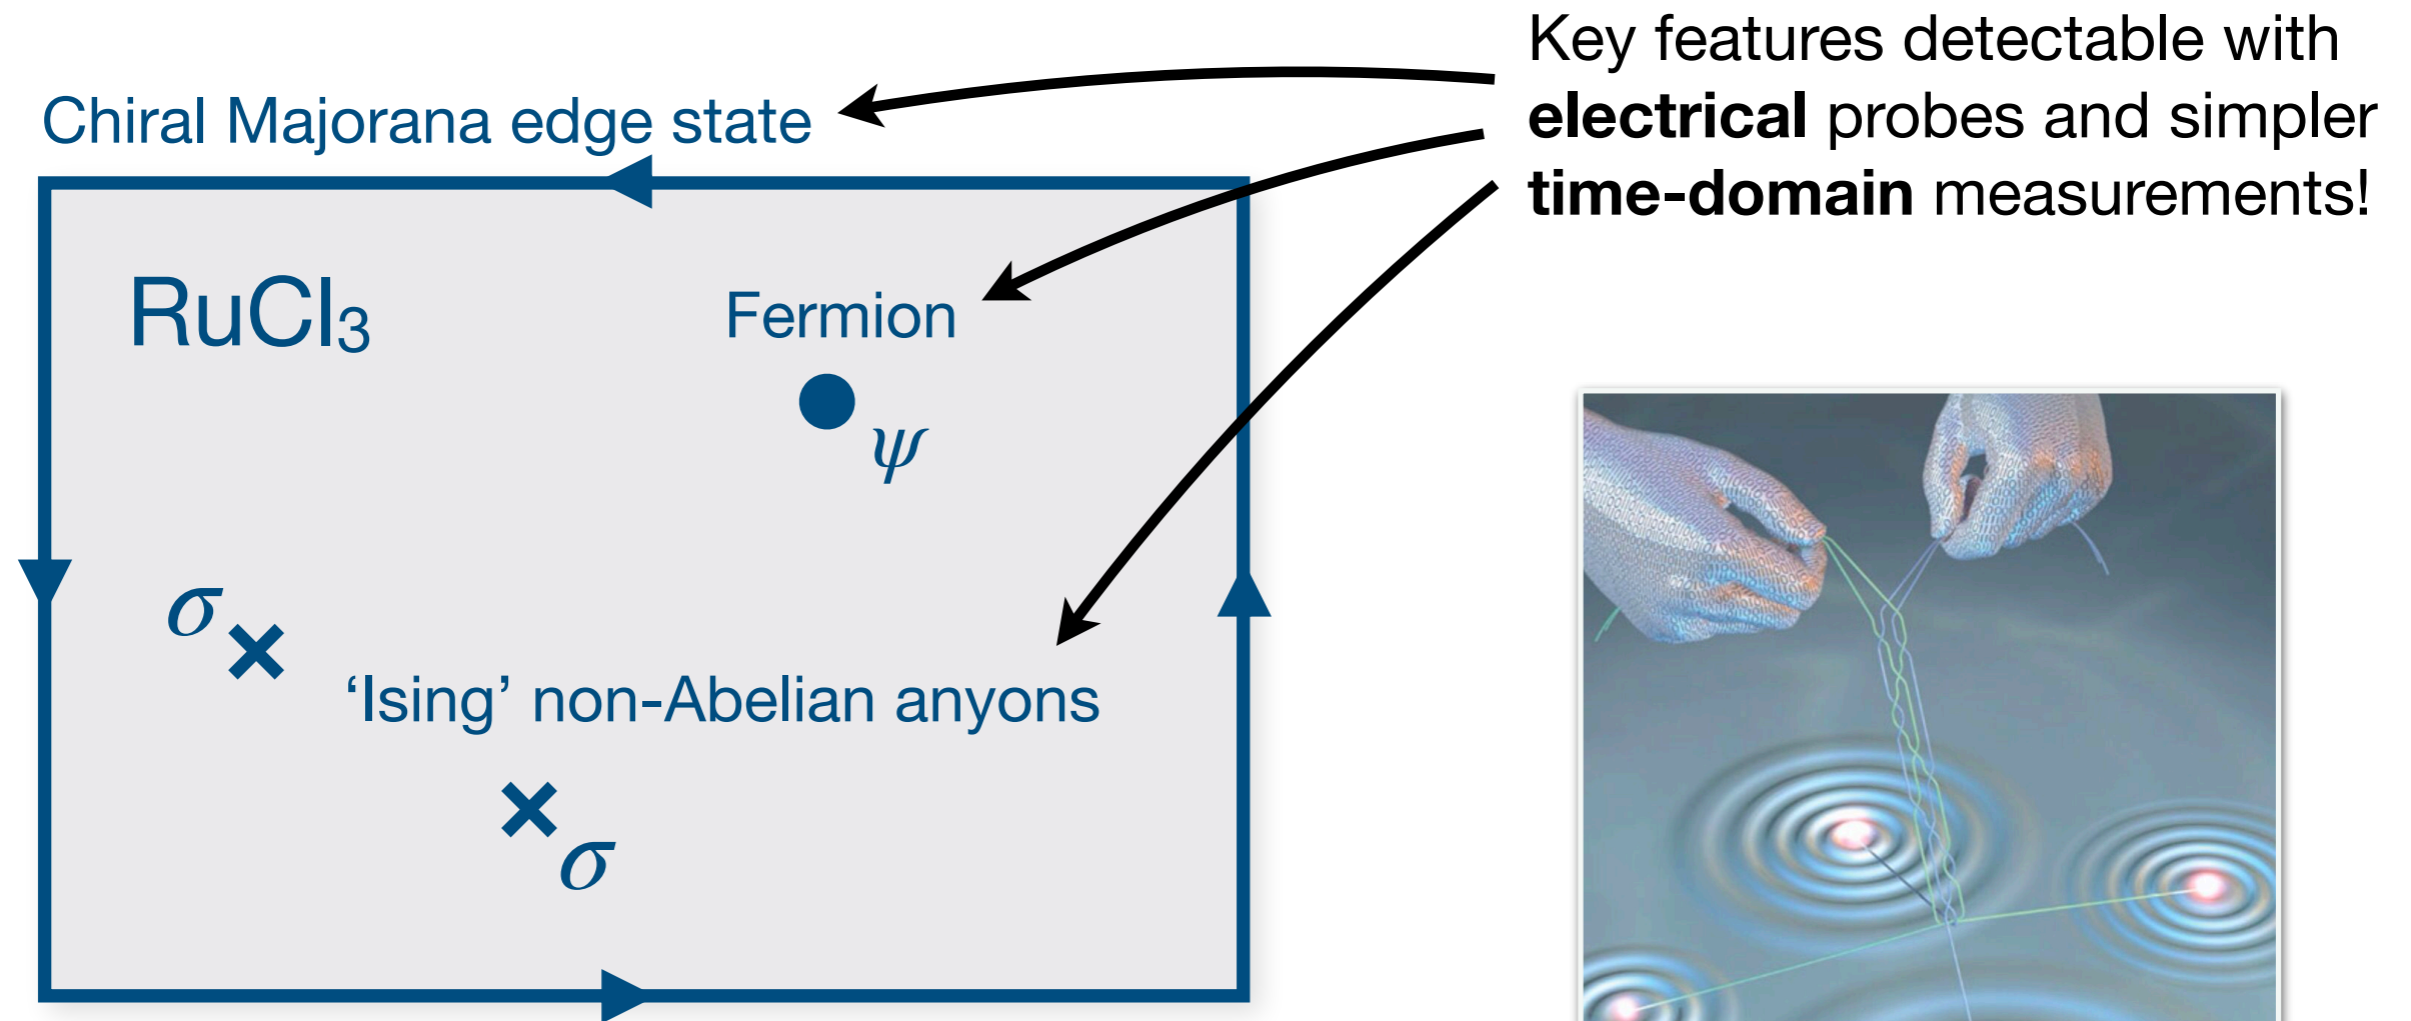 Key features detectable with
electrical probes and simpler
time-domain measurements!
Chiral Majorana edge state
RuCl₃
Fermion
ψ
σ
‘Ising’ non-Abelian anyons
σ